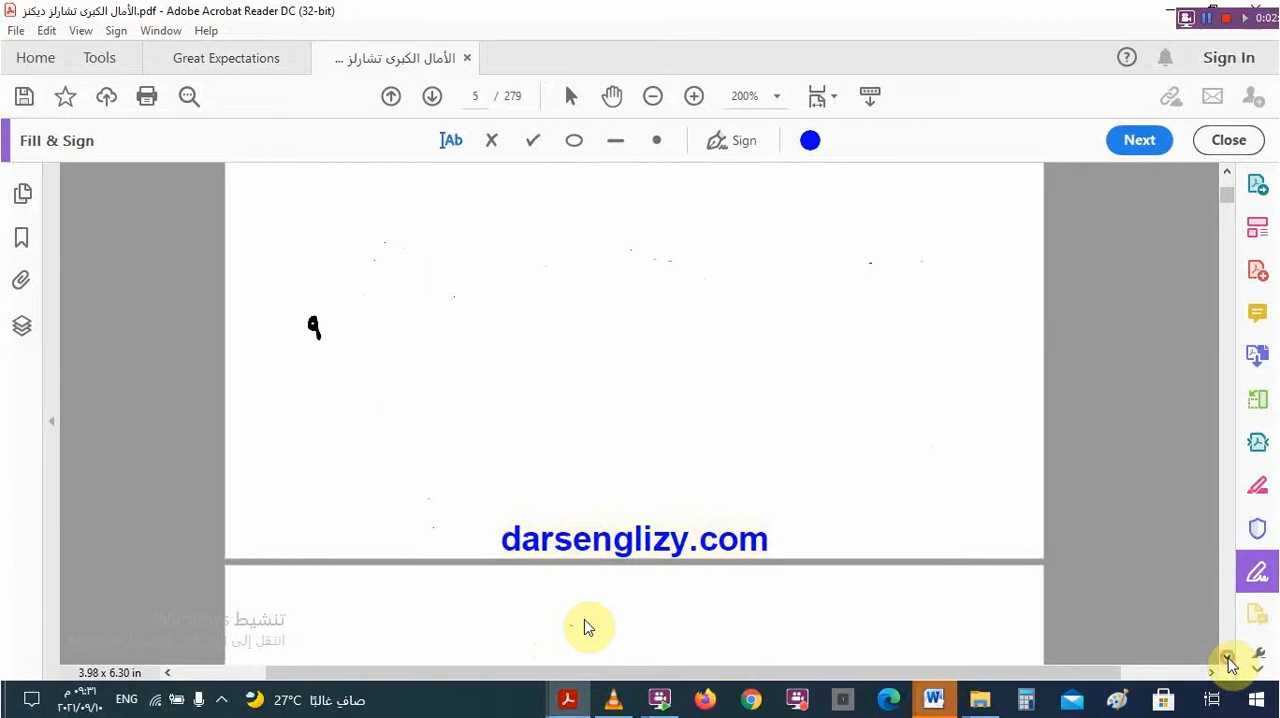 الأمال الكبرى تشارلز ديكنز.pdf - Adobe Acrobat Reader DC (32-bit)
0:02
File Edit View Sign Window Help
Home Tools Great Expectations الأمال الكبرى تشارلز ... × Sign In
5 / 279 200%
Fill & Sign Ab Sign Next Close
٩
darsenglizy.com
تنشيط Windows
انتقل إلى
3.98 x 6.30 in
٠٩:٣١ م ENG 27°C صافٍ غالبًا
٢٠٢١/٠٩/١٠